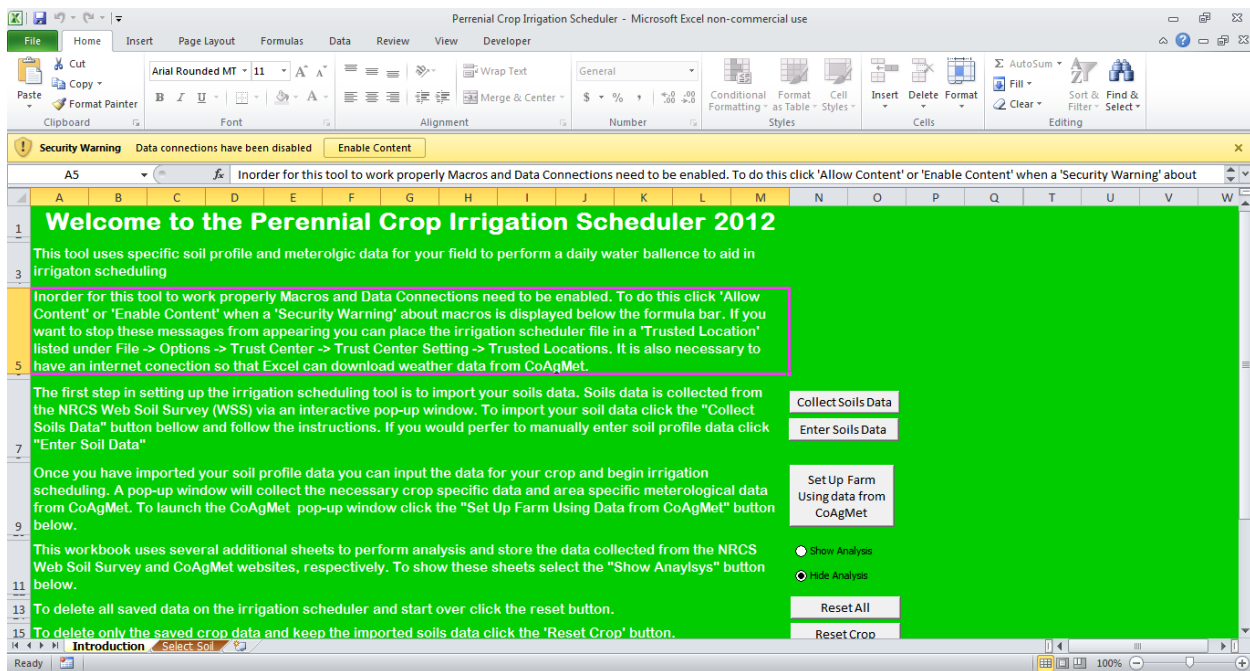 Perrenial Crop Irrigation Scheduler - Microsoft Excel non-commercial use
File Home Insert Page Layout Formulas Data Review View Developer
Paste
Cut
Copy
Format Painter
Clipboard
Arial Rounded MT 11 A A
B I U A
Font
Wrap Text
Merge & Center
Alignment
General
$ % , .0 .00 .00 .0
Number
Conditional Formatting
Format as Table
Cell Styles
Styles
Insert Delete Format
Cells
Σ AutoSum
Fill
Clear
Sort & Filter
Find & Select
Editing
Security Warning Data connections have been disabled Enable Content
A5 fx Inorder for this tool to work properly Macros and Data Connections need to be enabled. To do this click 'Allow Content' or 'Enable Content' when a 'Security Warning' about
A B C D E F G H I J K L M N O P Q R S T U V W
1 Welcome to the Perennial Crop Irrigation Scheduler 2012
This tool uses specific soil profile and meterolgic data for your field to perform a daily water ballence to aid in
3 irrigaton scheduling
Inorder for this tool to work properly Macros and Data Connections need to be enabled. To do this click 'Allow
Content' or 'Enable Content' when a 'Security Warning' about macros is displayed below the formula bar. If you
want to stop these messages from appearing you can place the irrigation scheduler file in a 'Trusted Location'
listed under File -> Options -> Trust Center -> Trust Center Setting -> Trusted Locations. It is also necessary to
5 have an internet conection so that Excel can download weather data from CoAgMet.
The first step in setting up the irrigation scheduling tool is to import your soils data. Soils data is collected from
the NRCS Web Soil Survey (WSS) via an interactive pop-up window. To import your soil data click the "Collect
Soils Data" button bellow and follow the instructions. If you would perfer to manually enter soil profile data click
7 "Enter Soil Data"
Collect Soils Data
Enter Soils Data
Once you have imported your soil profile data you can input the data for your crop and begin irrigation
scheduling. A pop-up window will collect the necessary crop specific data and area specific meterological data
from CoAgMet. To launch the CoAgMet pop-up window click the "Set Up Farm Using Data from CoAgMet" button
9 below.
Set Up Farm
Using data from
CoAgMet
This workbook uses several additional sheets to perform analysis and store the data collected from the NRCS
Web Soil Survey and CoAgMet websites, respectively. To show these sheets select the "Show Anaylsys" button
11 below.
Show Analysis
Hide Analysis
13 To delete all saved data on the irrigation scheduler and start over click the reset button.
Reset All
15 To delete only the saved crop data and keep the imported soils data click the 'Reset Crop' button.
Reset Crop
Introduction Select Soil
Ready 100%